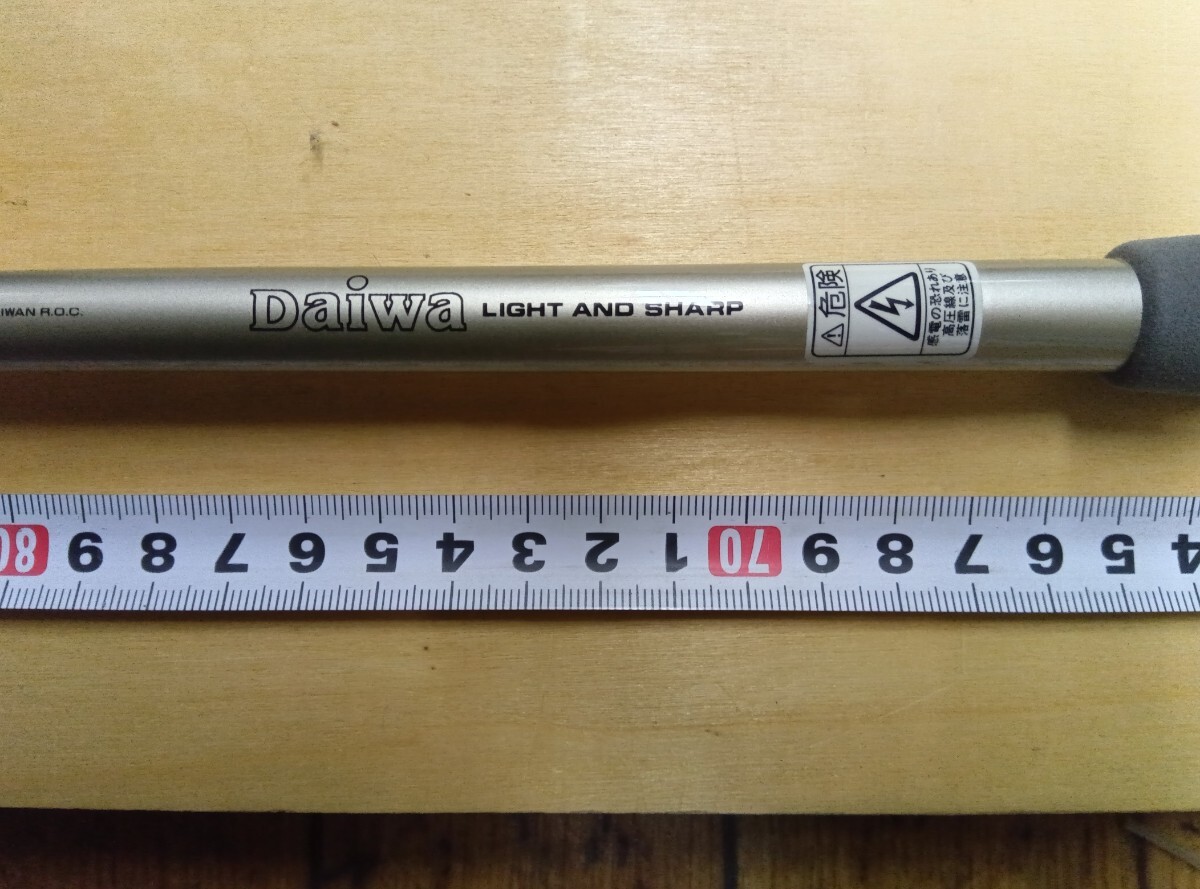 IWAN R.O.C.
Daiwa LIGHT AND SHARP
危険
感電の恐れあり
高圧線及び
落雷に注意
80 9 8 7 6 5 4 3 2 1 70 9 8 7 6 5 4